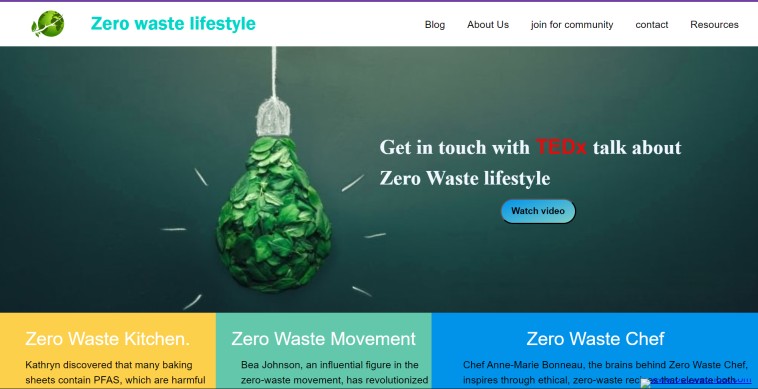 Zero waste lifestyle
Blog About Us join for community contact Resources
Get in touch with TEDx talk about
Zero Waste lifestyle
Watch video
Zero Waste Kitchen.
Kathryn discovered that many baking
sheets contain PFAS, which are harmful
Zero Waste Movement
Bea Johnson, an influential figure in the
zero-waste movement, has revolutionized
Zero Waste Chef
Chef Anne-Marie Bonneau, the brains behind Zero Waste Chef,
inspires through ethical, zero-waste that elevate both